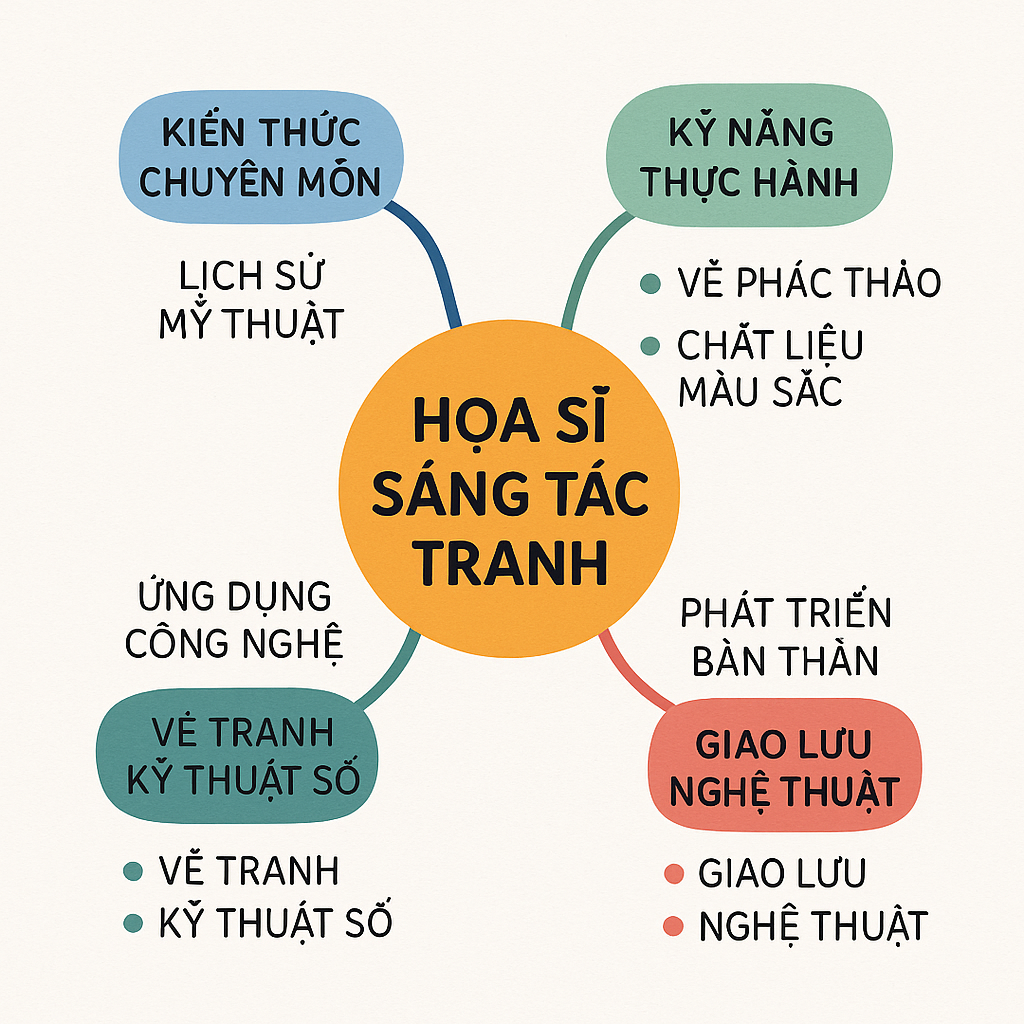 KIẾN THỨC
CHUYÊN MÔN
LỊCH SỬ
MỸ THUẬT
KỸ NĂNG
THỰC HÀNH
VẼ PHÁC THẢO
CHẤT LIỆU
MÀU SẮC
HỌA SĨ
SÁNG TÁC
TRANH
ỨNG DỤNG
CÔNG NGHỆ
VẺ TRANH
KỸ THUẬT SỐ
VẼ TRANH
KỸ THUẬT SỐ
PHÁT TRIỂN
BÀN THÂN
GIAO LƯU
NGHỆ THUẬT
GIAO LƯU
NGHỆ THUẬT